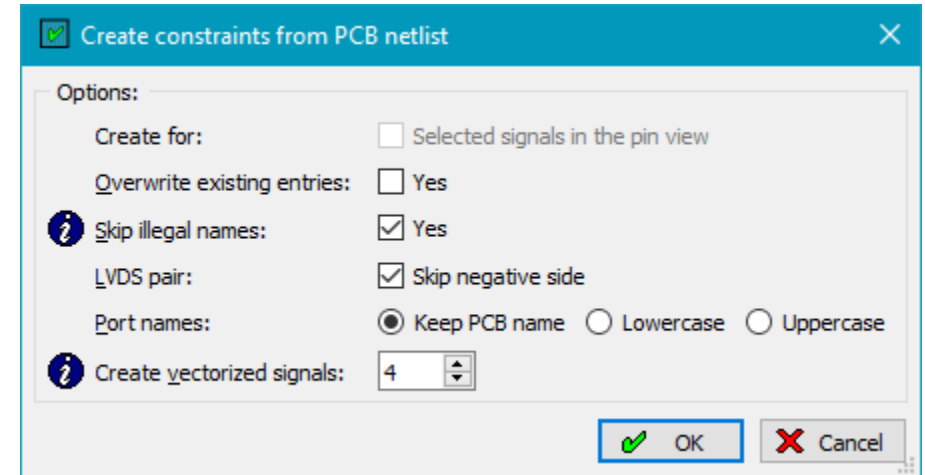 Create constraints from PCB netlist
Options:
Create for: Selected signals in the pin view
Overwrite existing entries: Yes
Skip illegal names: Yes
LVDS pair: Skip negative side
Port names: Keep PCB name Lowercase Uppercase
Create vectorized signals: 4
OK Cancel